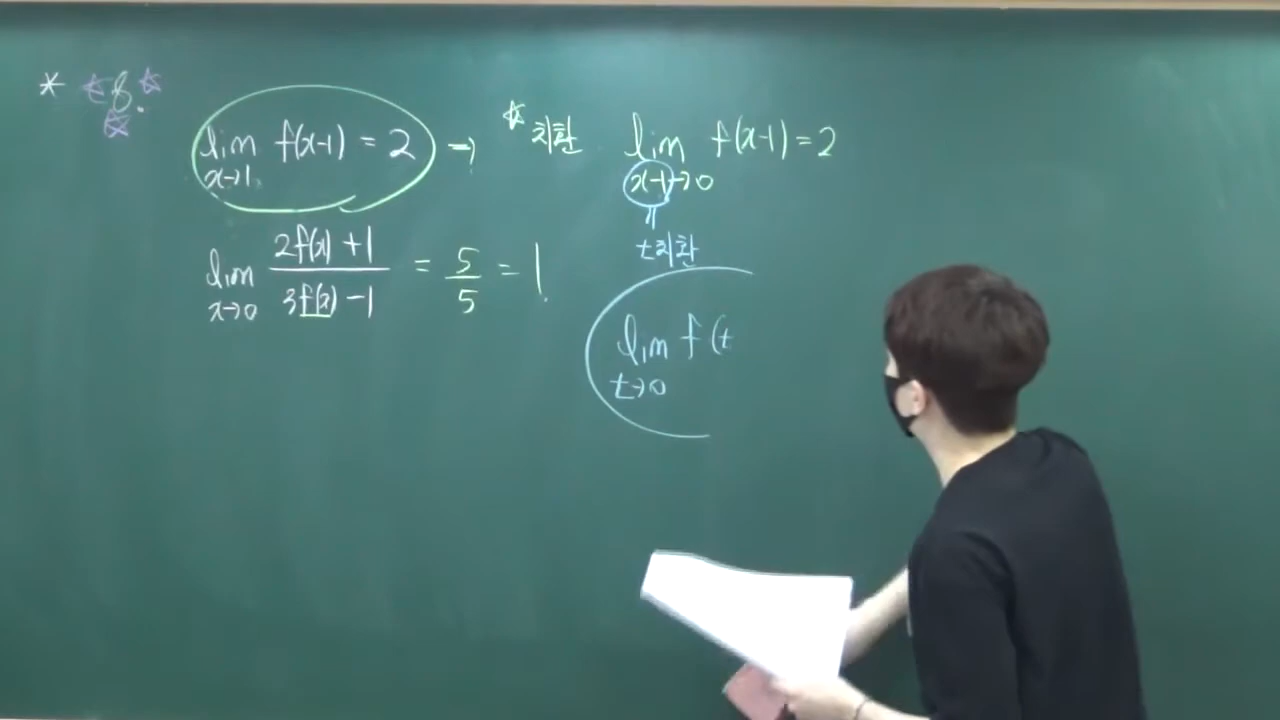 * 8.
lim f(x-1) = 2 → ☆ 치환 lim f(x-1) = 2
x→1 x-1→0
॥
t치환
lim 2f(x)+1 / 3f(x)-1 = 5/5 = 1.
x→0
lim f(t
t→0